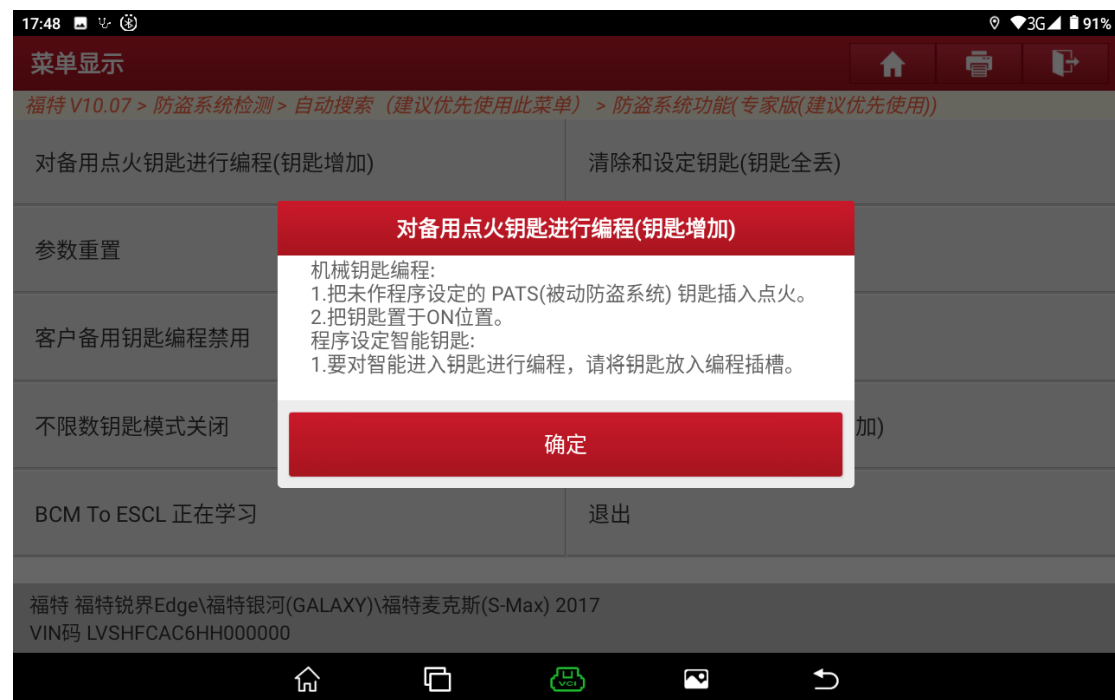 17:48
3G 91%
菜单显示
福特 V10.07 > 防盗系统检测 > 自动搜索（建议优先使用此菜单） > 防盗系统功能(专家版(建议优先使用))
对备用点火钥匙进行编程(钥匙增加)
清除和设定钥匙(钥匙全丢)
参数重置
客户备用钥匙编程禁用
不限数钥匙模式关闭
加)
BCM To ESCL 正在学习
退出
对备用点火钥匙进行编程(钥匙增加)
机械钥匙编程:
1.把未作程序设定的 PATS(被动防盗系统) 钥匙插入点火。
2.把钥匙置于ON位置。
程序设定智能钥匙:
1.要对智能进入钥匙进行编程，请将钥匙放入编程插槽。
确定
福特 福特锐界Edge\福特银河(GALAXY)\福特麦克斯(S-Max) 2017
VIN码 LVSHFCAC6HH000000
VCI